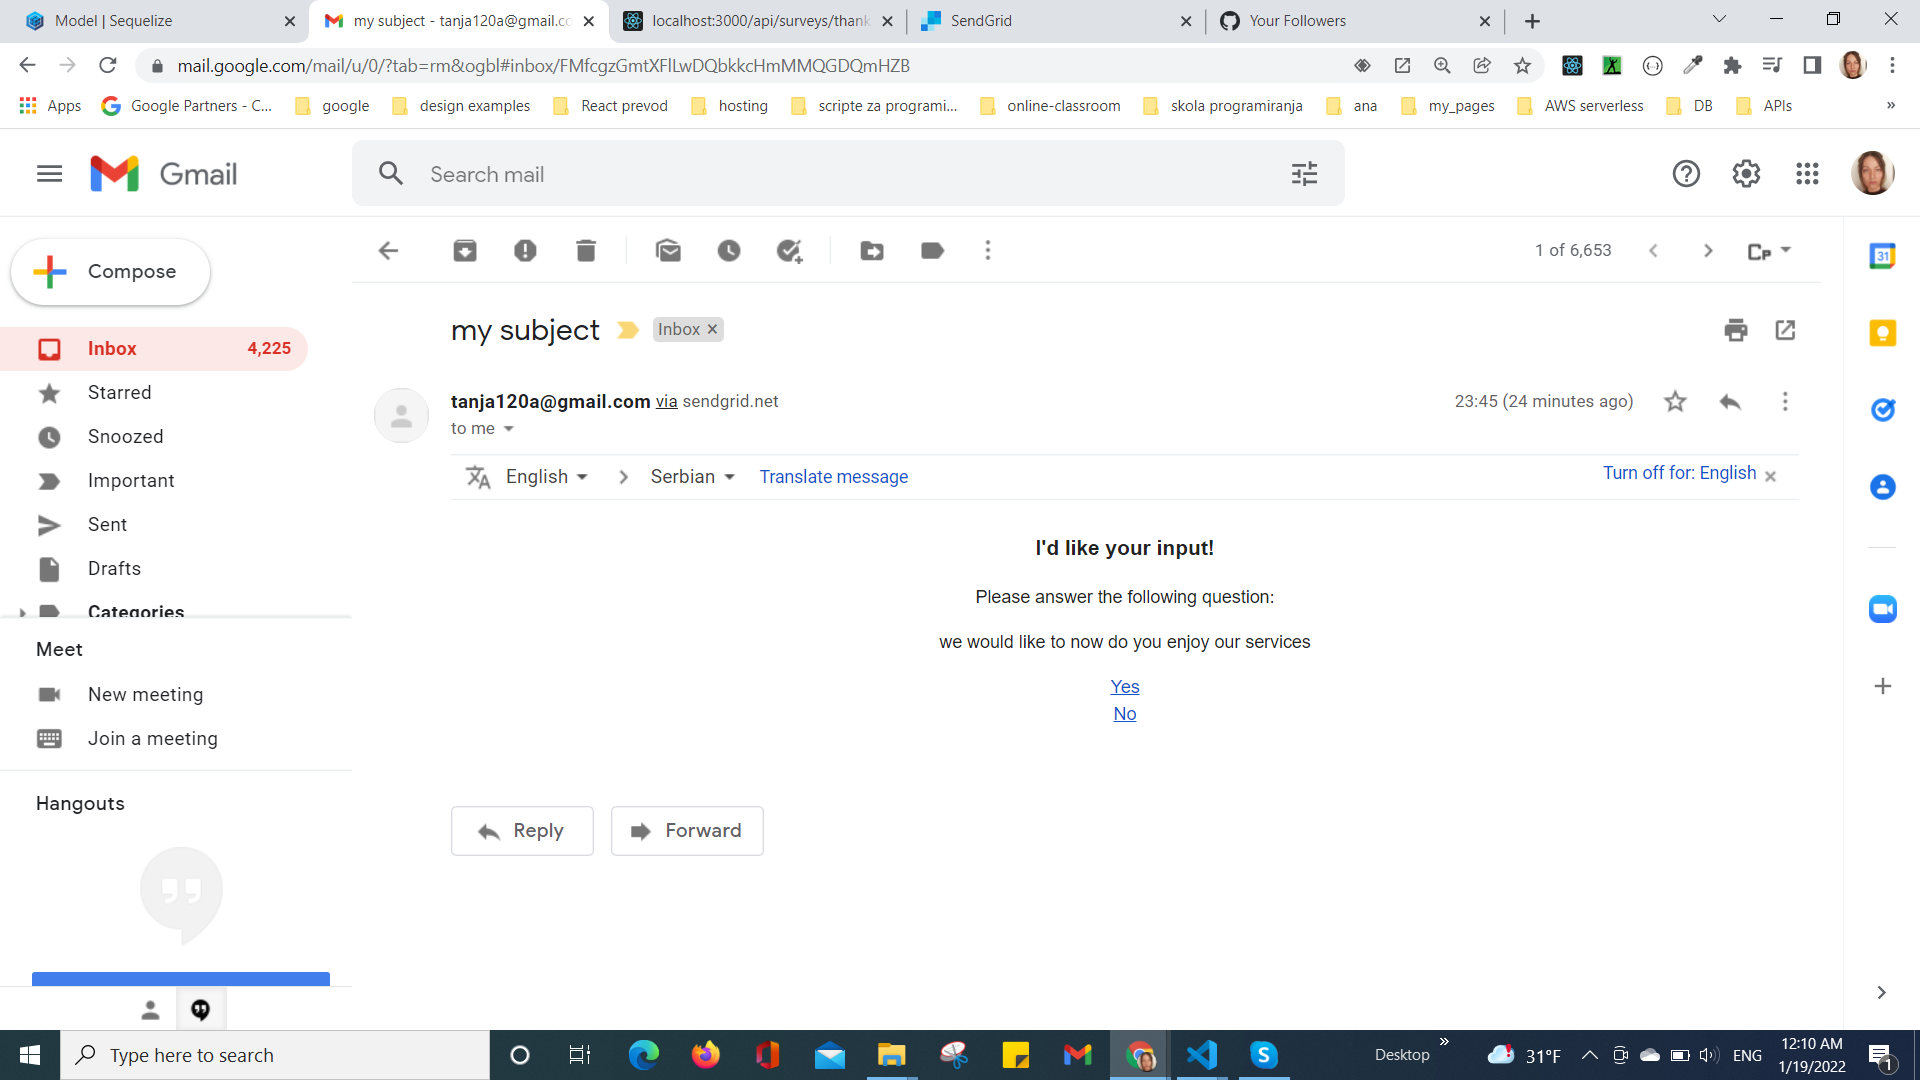 Model | Sequelize
my subject - tanja120a@gmail.co
localhost:3000/api/surveys/thank
SendGrid
Your Followers
mail.google.com/mail/u/0/?tab=rm&ogbl#inbox/FMfcgzGmtXFlLwDQbkkcHmMMQGDQmHZB
Apps
Google Partners - C...
google
design examples
React prevod
hosting
scripte za programi...
online-classroom
skola programiranja
ana
my_pages
AWS serverless
DB
APIs
»
Gmail
Search mail
Compose
1 of 6,653
31
Inbox 4,225
Starred
Snoozed
Important
Sent
Drafts
Categories
Meet
New meeting
Join a meeting
Hangouts
my subject
Inbox ×
tanja120a@gmail.com via sendgrid.net
23:45 (24 minutes ago)
to me
English
Serbian
Translate message
Turn off for: English ×
I'd like your input!
Please answer the following question:
we would like to now do you enjoy our services
Yes
No
Reply
Forward
Type here to search
Desktop »
31°F
ENG
12:10 AM
1/19/2022
1